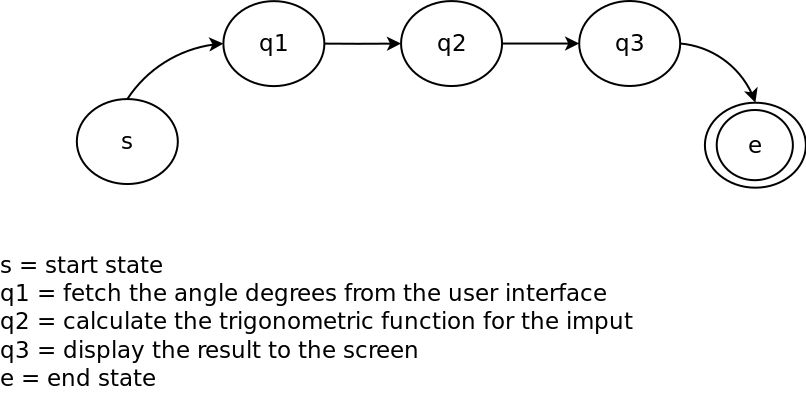 q1
q2
q3
s
e
s = start state
q1 = fetch the angle degrees from the user interface
q2 = calculate the trigonometric function for the imput
q3 = display the result to the screen
e = end state